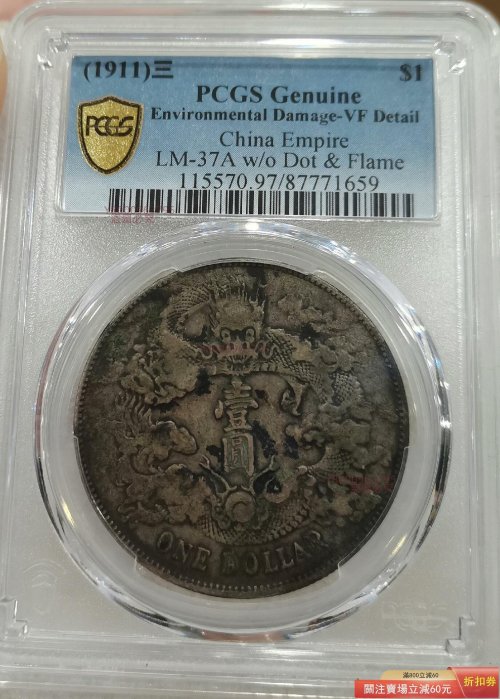 (1911)三 $1
PCGS Genuine
Environmental Damage-VF Detail
China Empire
LM-37A w/o Dot & Flame
115570.97/87771659
PCGS
壹
圓
ONE DOLLAR
滿800立減60
關注賣場立減60元
折扣券